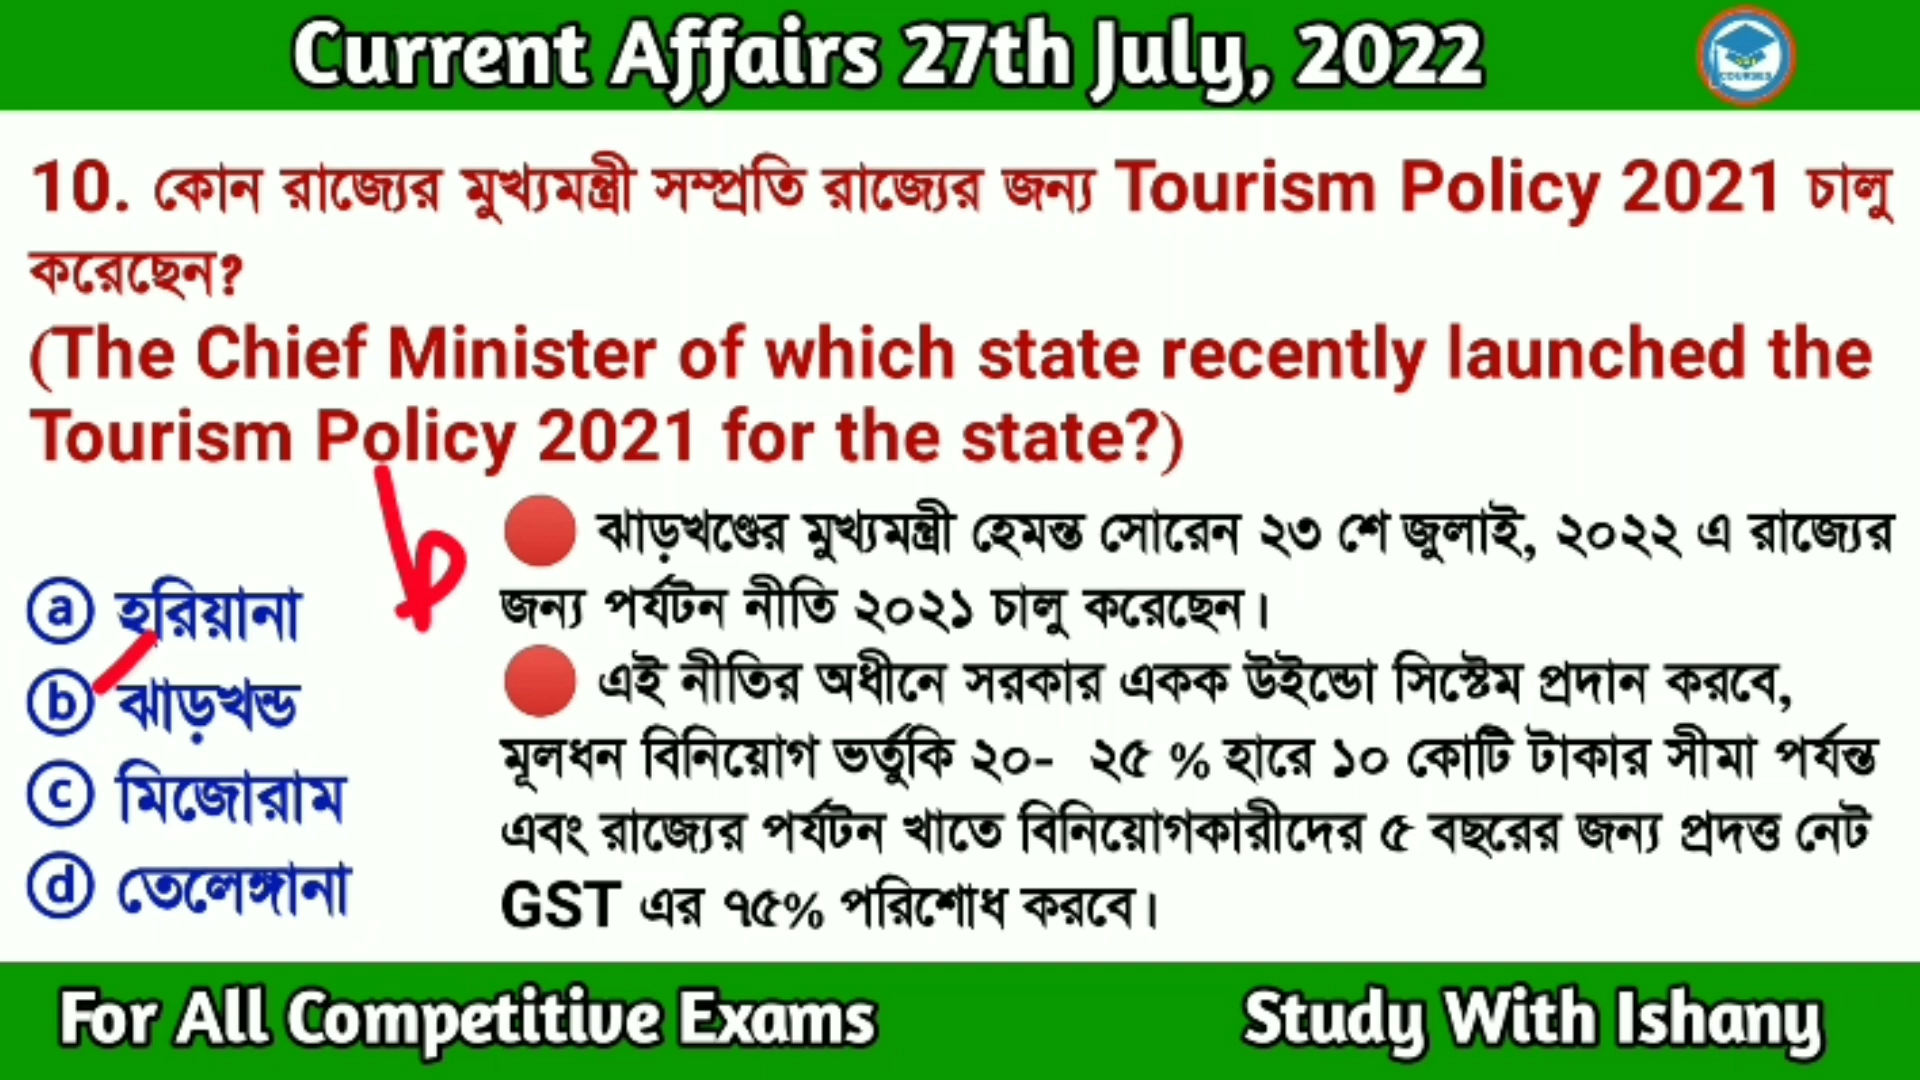 Current Affairs 27th July, 2022
COURSES
10. কোন রাজ্যের মুখ্যমন্ত্রী সম্প্রতি রাজ্যের জন্য Tourism Policy 2021 চালু
করেছেন?
(The Chief Minister of which state recently launched the
Tourism Policy 2021 for the state?)
b
ⓐ হরিয়ানা
ⓑ ঝাড়খন্ড
ⓒ মিজোরাম
ⓓ তেলেঙ্গানা
🔴 ঝাড়খণ্ডের মুখ্যমন্ত্রী হেমন্ত সোরেন ২৩ শে জুলাই, ২০২২ এ রাজ্যের
জন্য পর্যটন নীতি ২০২১ চালু করেছেন।
🔴 এই নীতির অধীনে সরকার একক উইন্ডো সিস্টেম প্রদান করবে,
মূলধন বিনিয়োগ ভর্তুকি ২০- ২৫ % হারে ১০ কোটি টাকার সীমা পর্যন্ত
এবং রাজ্যের পর্যটন খাতে বিনিয়োগকারীদের ৫ বছরের জন্য প্রদত্ত নেট
GST এর ৭৫% পরিশোধ করবে।
For All Competitive Exams
Study With Ishany